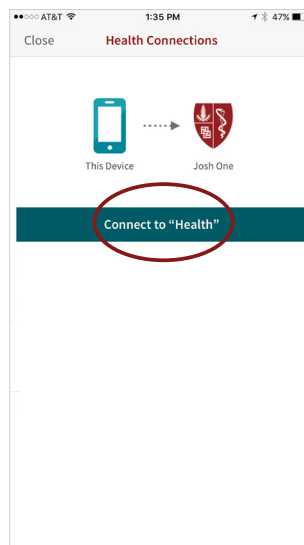 AT&T 1:35 PM 47%
Close Health Connections
This Device Josh One
Connect to “Health”